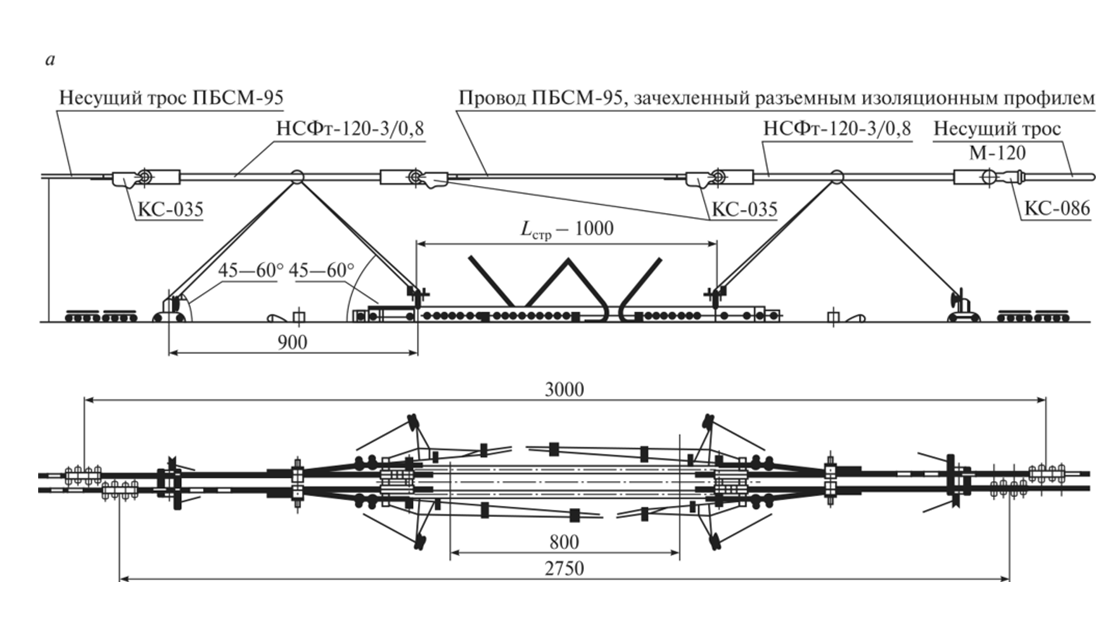 а
Несущий трос ПБСМ-95
Провод ПБСМ-95, зачехленный разъемным изоляционным профилем
НСФт-120-3/0,8
НСФт-120-3/0,8
Несущий трос
М-120
КС-035
КС-035
КС-086
Lстр – 1000
45—60° 45—60°
900
3000
800
2750